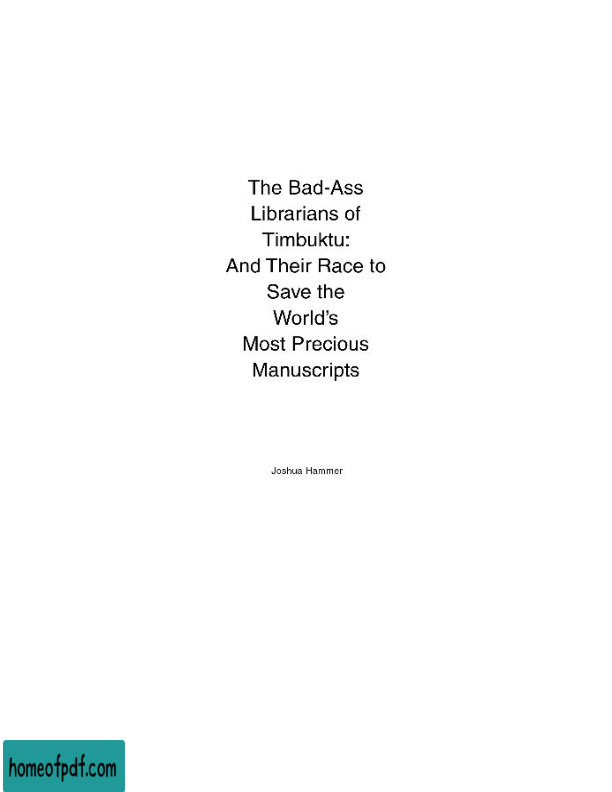 The Bad-Ass
Librarians of
Timbuktu:
And Their Race to
Save the
World's
Most Precious
Manuscripts
Joshua Hammer
homeofpdf.com